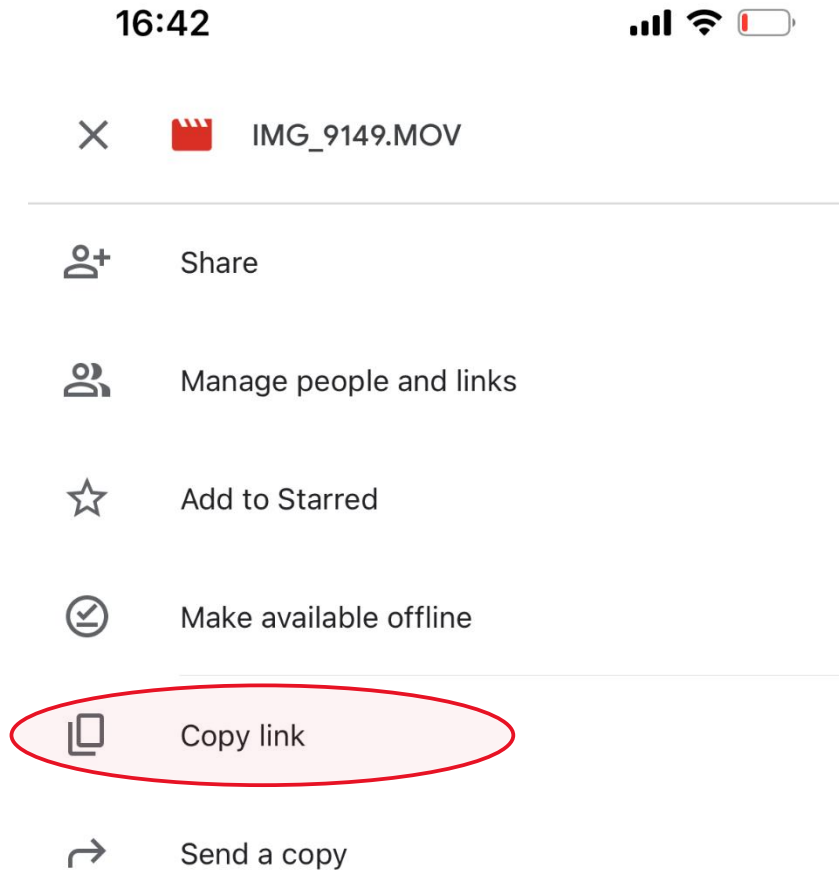 16:42
IMG_9149.MOV
Share
Manage people and links
Add to Starred
Make available offline
Copy link
Send a copy